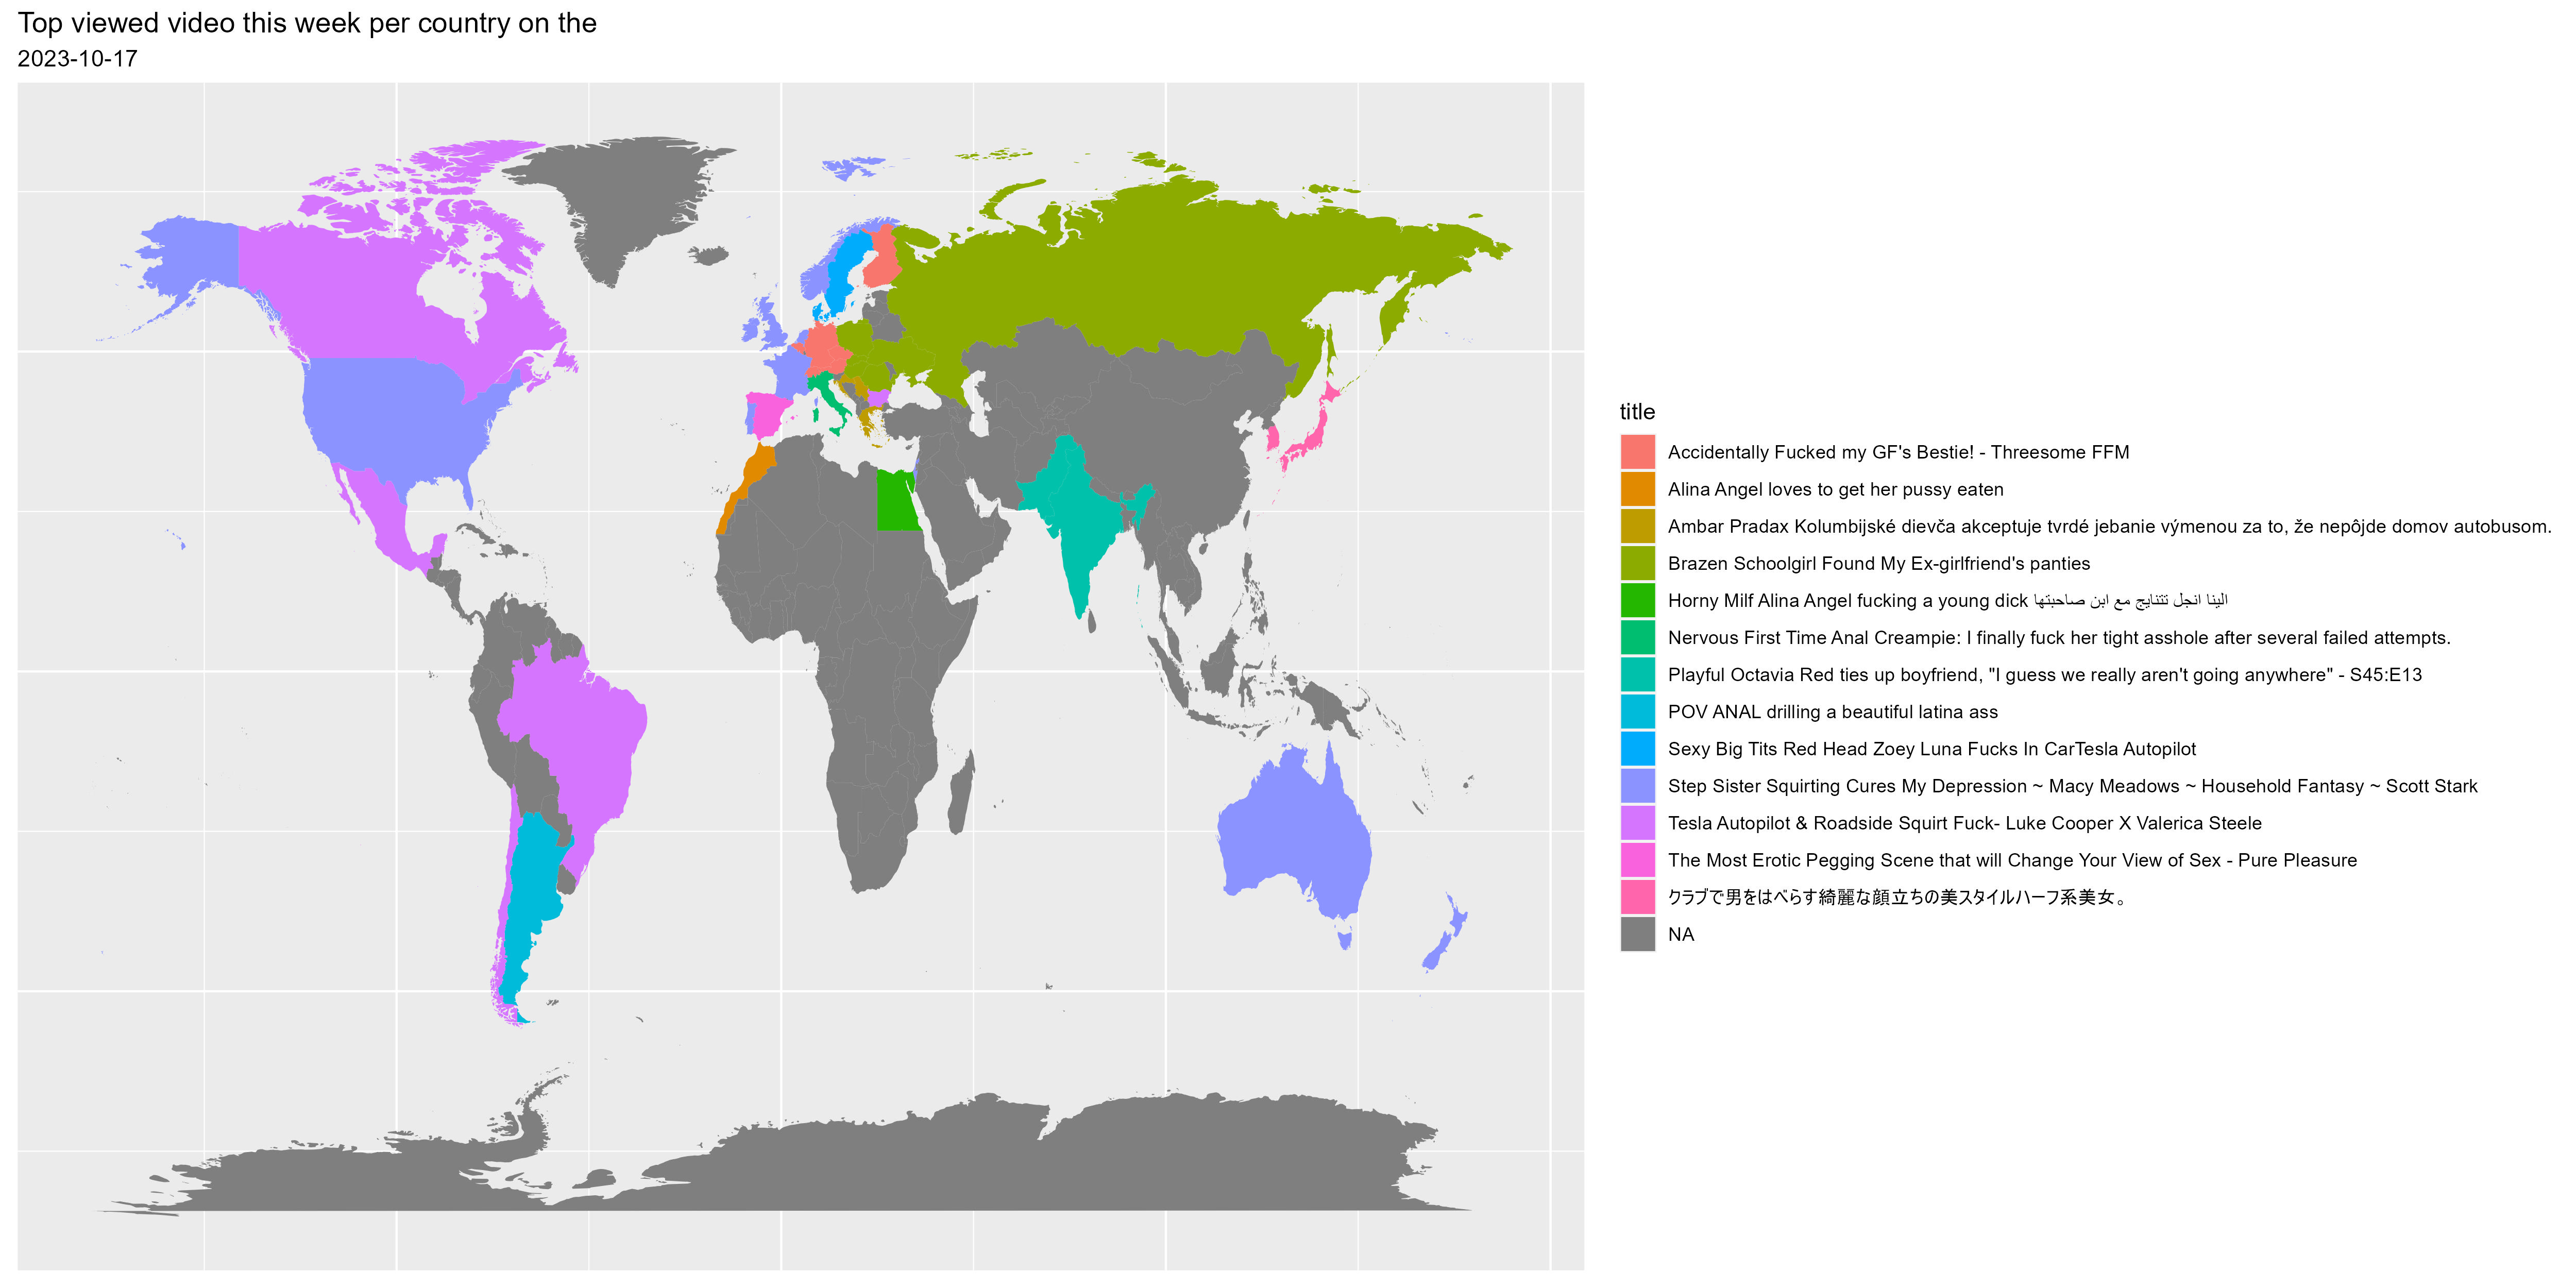 Top viewed video this week per country on the
2023-10-17
title
Accidentally Fucked my GF's Bestie! - Threesome FFM
Alina Angel loves to get her pussy eaten
Ambar Pradax Kolumbijské dievča akceptuje tvrdé jebanie výmenou za to, že nepôjde domov autobusom.
Brazen Schoolgirl Found My Ex-girlfriend's panties
Horny Milf Alina Angel fucking a young dick الينا انجل تتنايج مع ابن صاحبتها
Nervous First Time Anal Creampie: I finally fuck her tight asshole after several failed attempts.
Playful Octavia Red ties up boyfriend, "I guess we really aren't going anywhere" - S45:E13
POV ANAL drilling a beautiful latina ass
Sexy Big Tits Red Head Zoey Luna Fucks In CarTesla Autopilot
Step Sister Squirting Cures My Depression ~ Macy Meadows ~ Household Fantasy ~ Scott Stark
Tesla Autopilot & Roadside Squirt Fuck- Luke Cooper X Valerica Steele
The Most Erotic Pegging Scene that will Change Your View of Sex - Pure Pleasure
クラブで男をはべらす綺麗な顔立ちの美スタイルハーフ系美女。
NA